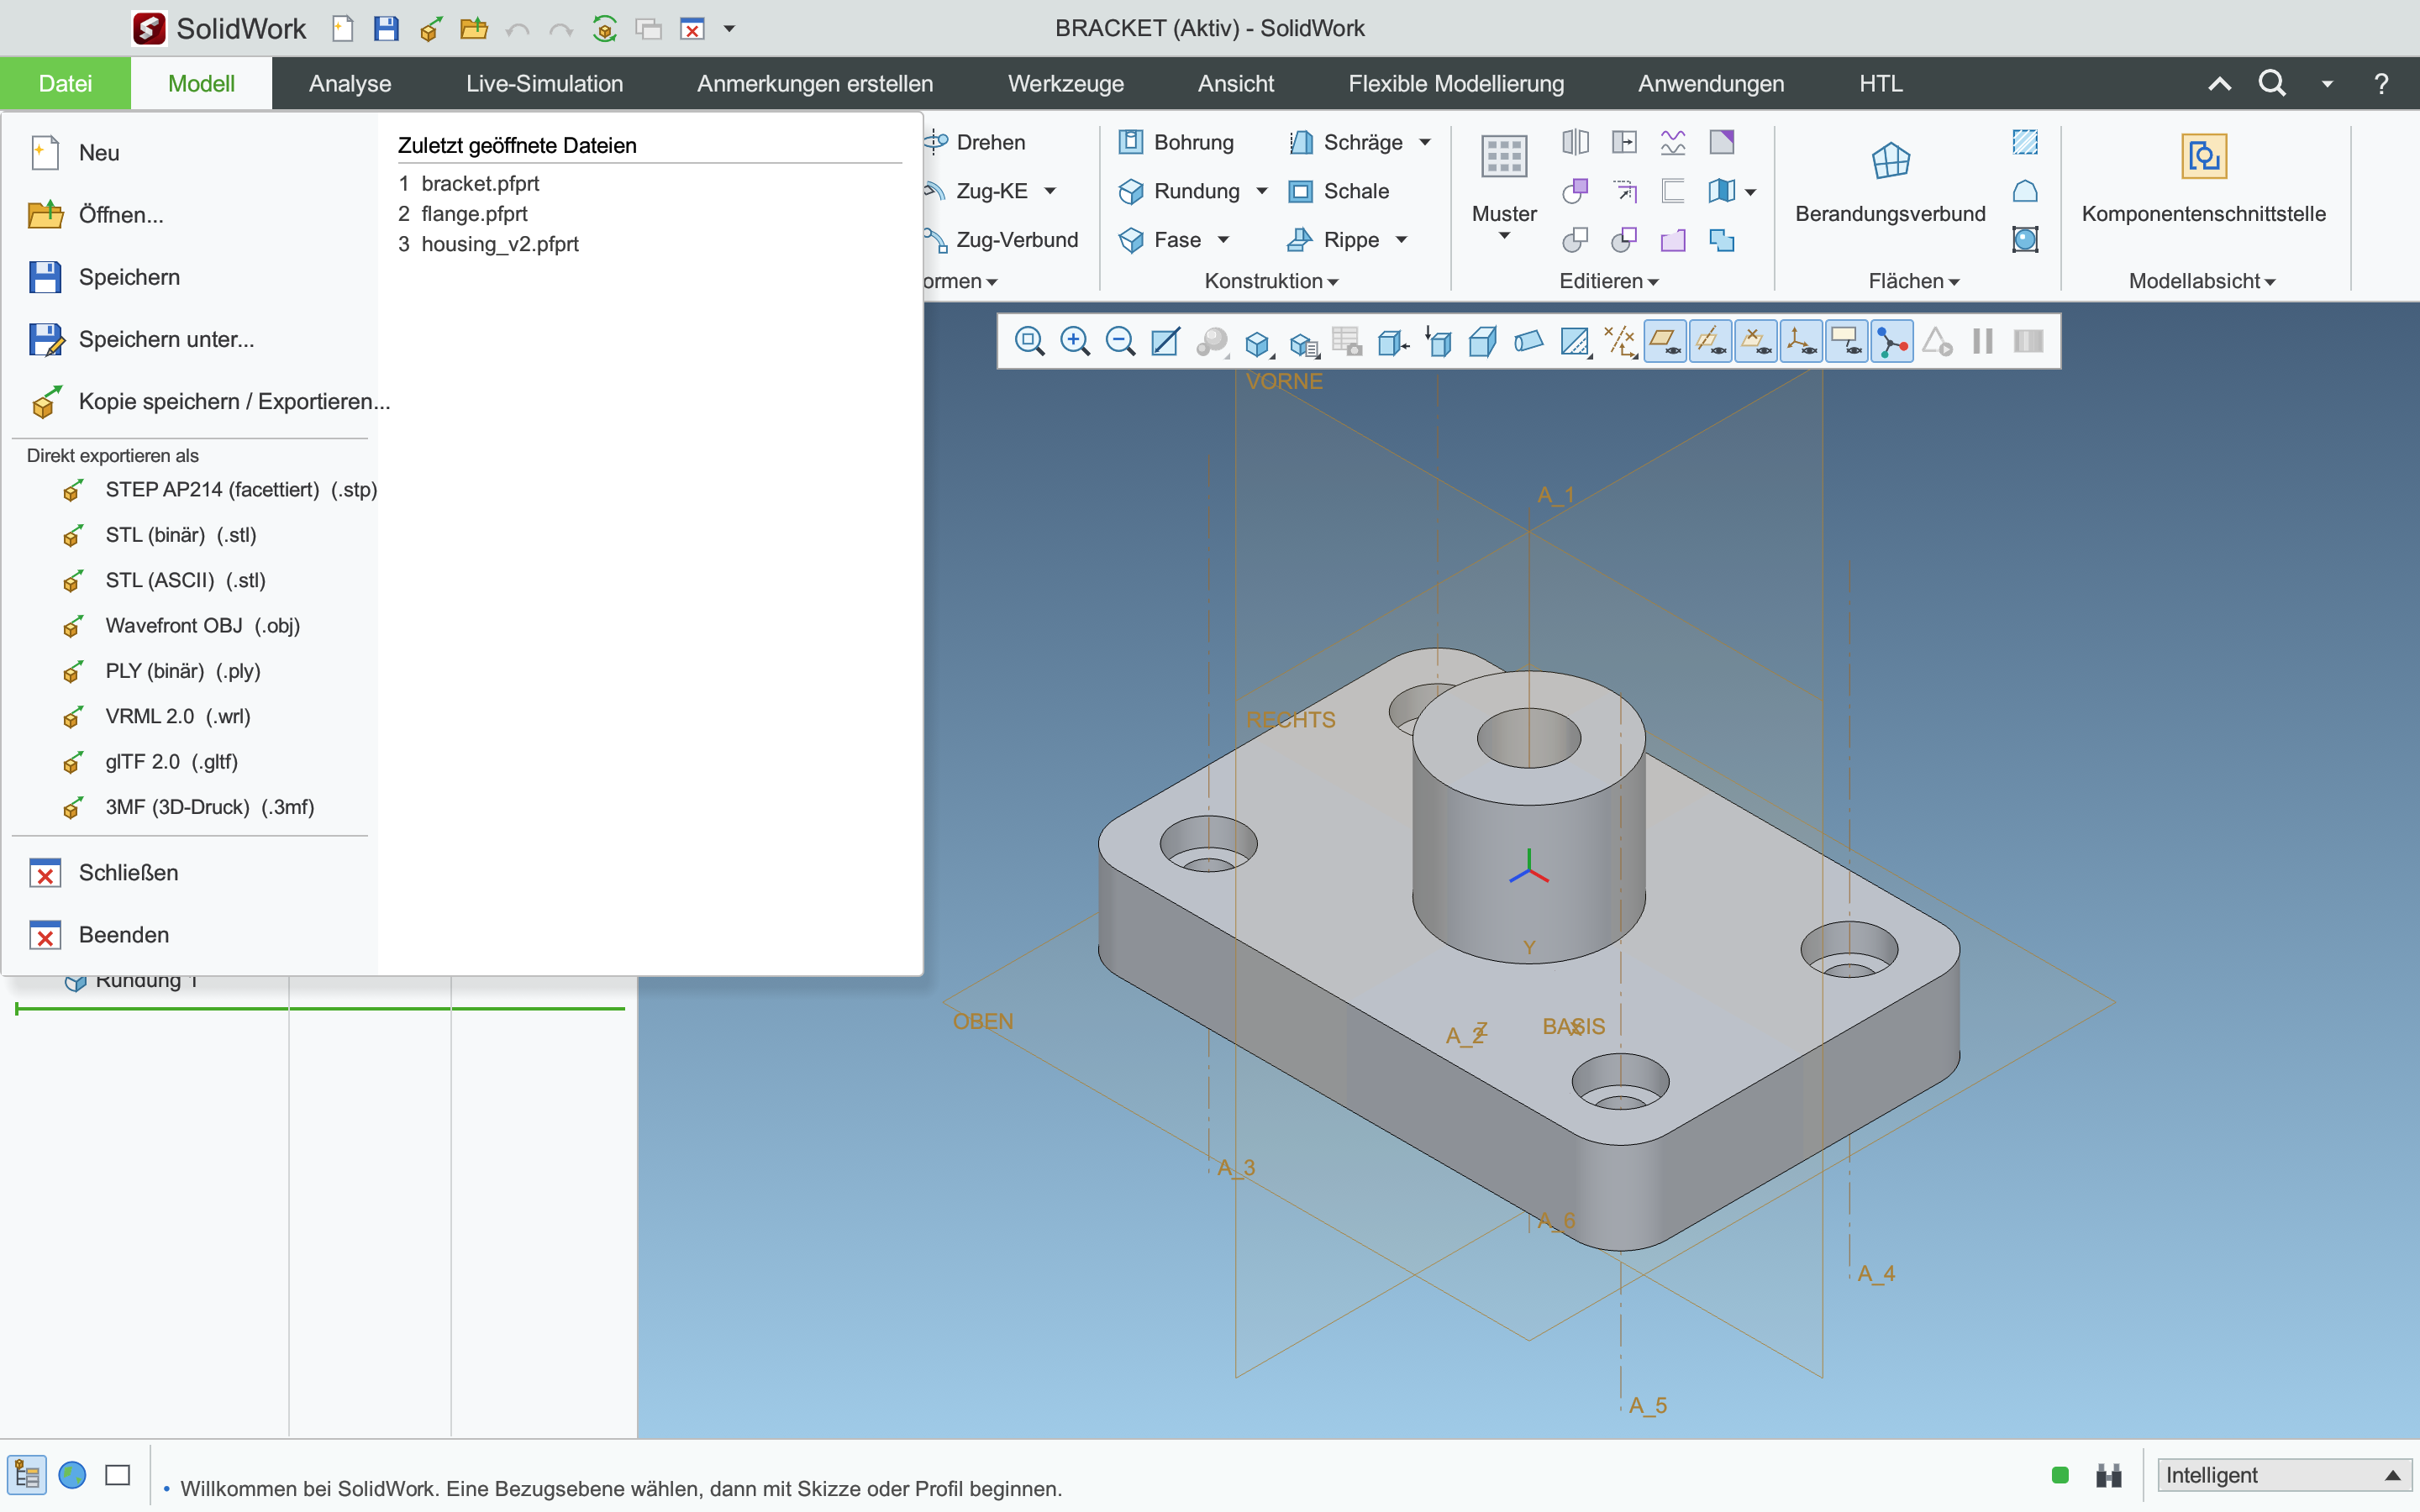 SolidWork
BRACKET (Aktiv) - SolidWork
Datei
Modell
Analyse
Live-Simulation
Anmerkungen erstellen
Werkzeuge
Ansicht
Flexible Modellierung
Anwendungen
HTL
?
Neu
Öffnen...
Speichern
Speichern unter...
Kopie speichern / Exportieren...
Direkt exportieren als
STEP AP214 (facettiert) (.stp)
STL (binär) (.stl)
STL (ASCII) (.stl)
Wavefront OBJ (.obj)
PLY (binär) (.ply)
VRML 2.0 (.wrl)
glTF 2.0 (.gltf)
3MF (3D-Druck) (.3mf)
Schließen
Beenden
Zuletzt geöffnete Dateien
1 bracket.pfprt
2 flange.pfprt
3 housing_v2.pfprt
Drehen
Zug-KE
Zug-Verbund
ormen
Bohrung
Rundung
Fase
Schräge
Schale
Rippe
Konstruktion
Muster
Editieren
Berandungsverbund
Flächen
Komponentenschnittstelle
Modellabsicht
Rundung 1
VORNE
A_1
RECHTS
Y
OBEN
A_2
Z
BASIS
X
A_3
A_6
A_4
A_5
Willkommen bei SolidWork. Eine Bezugsebene wählen, dann mit Skizze oder Profil beginnen.
Intelligent